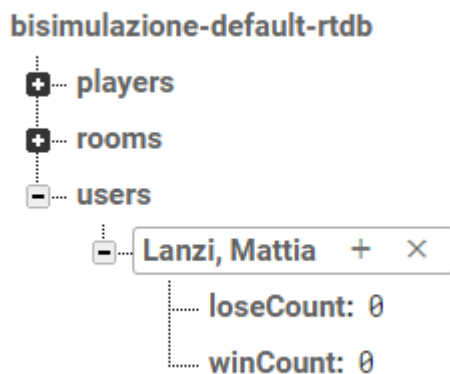 bisimulazione-default-rtdb
players
rooms
users
Lanzi, Mattia + ×
loseCount: 0
winCount: 0